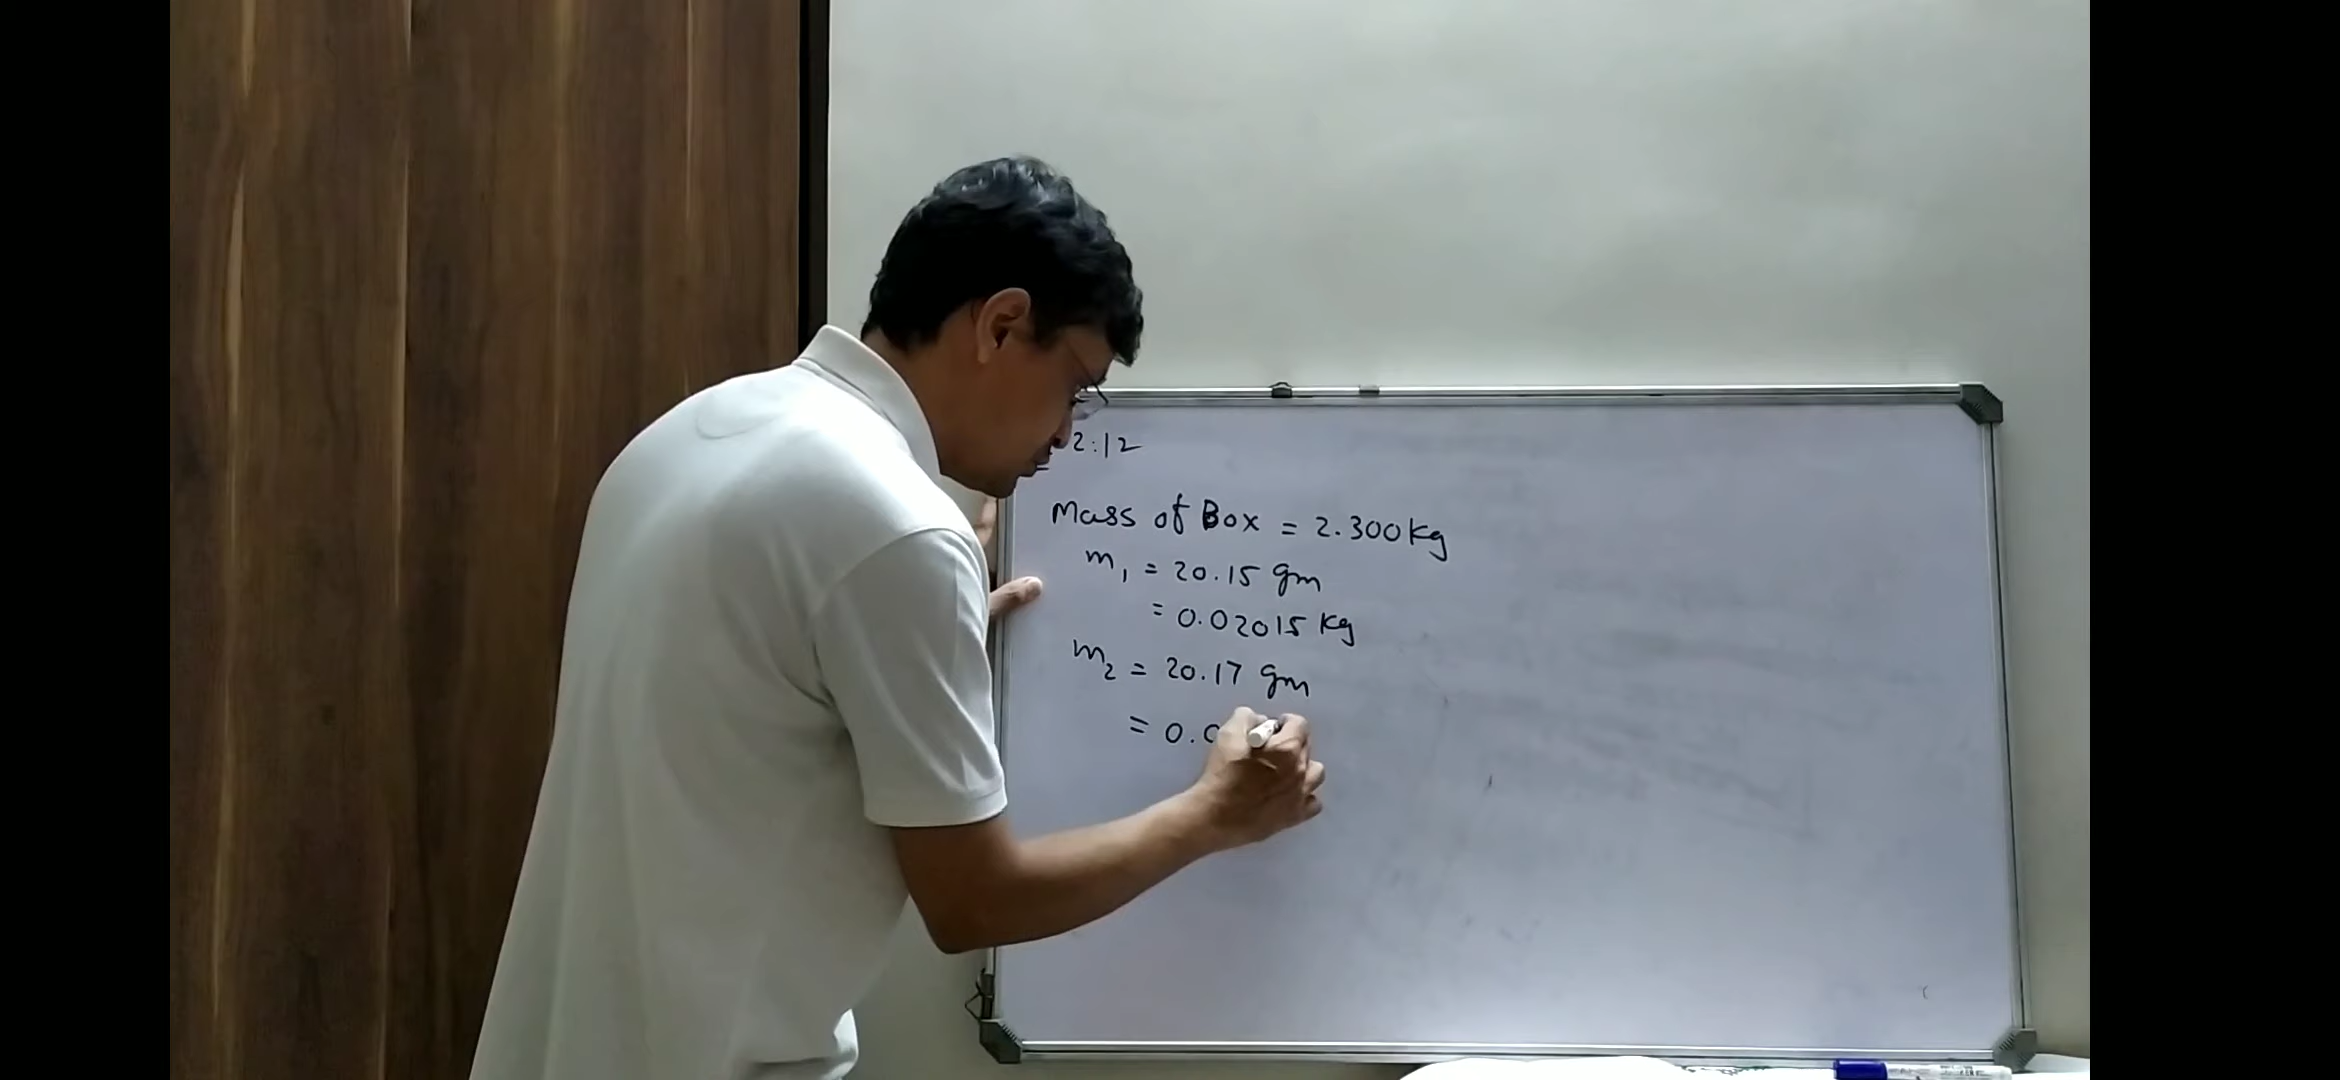 2.12
Mass of Box = 2.300 kg
m₁ = 20.15 gm
= 0.02015 kg
m₂ = 20.17 gm
= 0.0